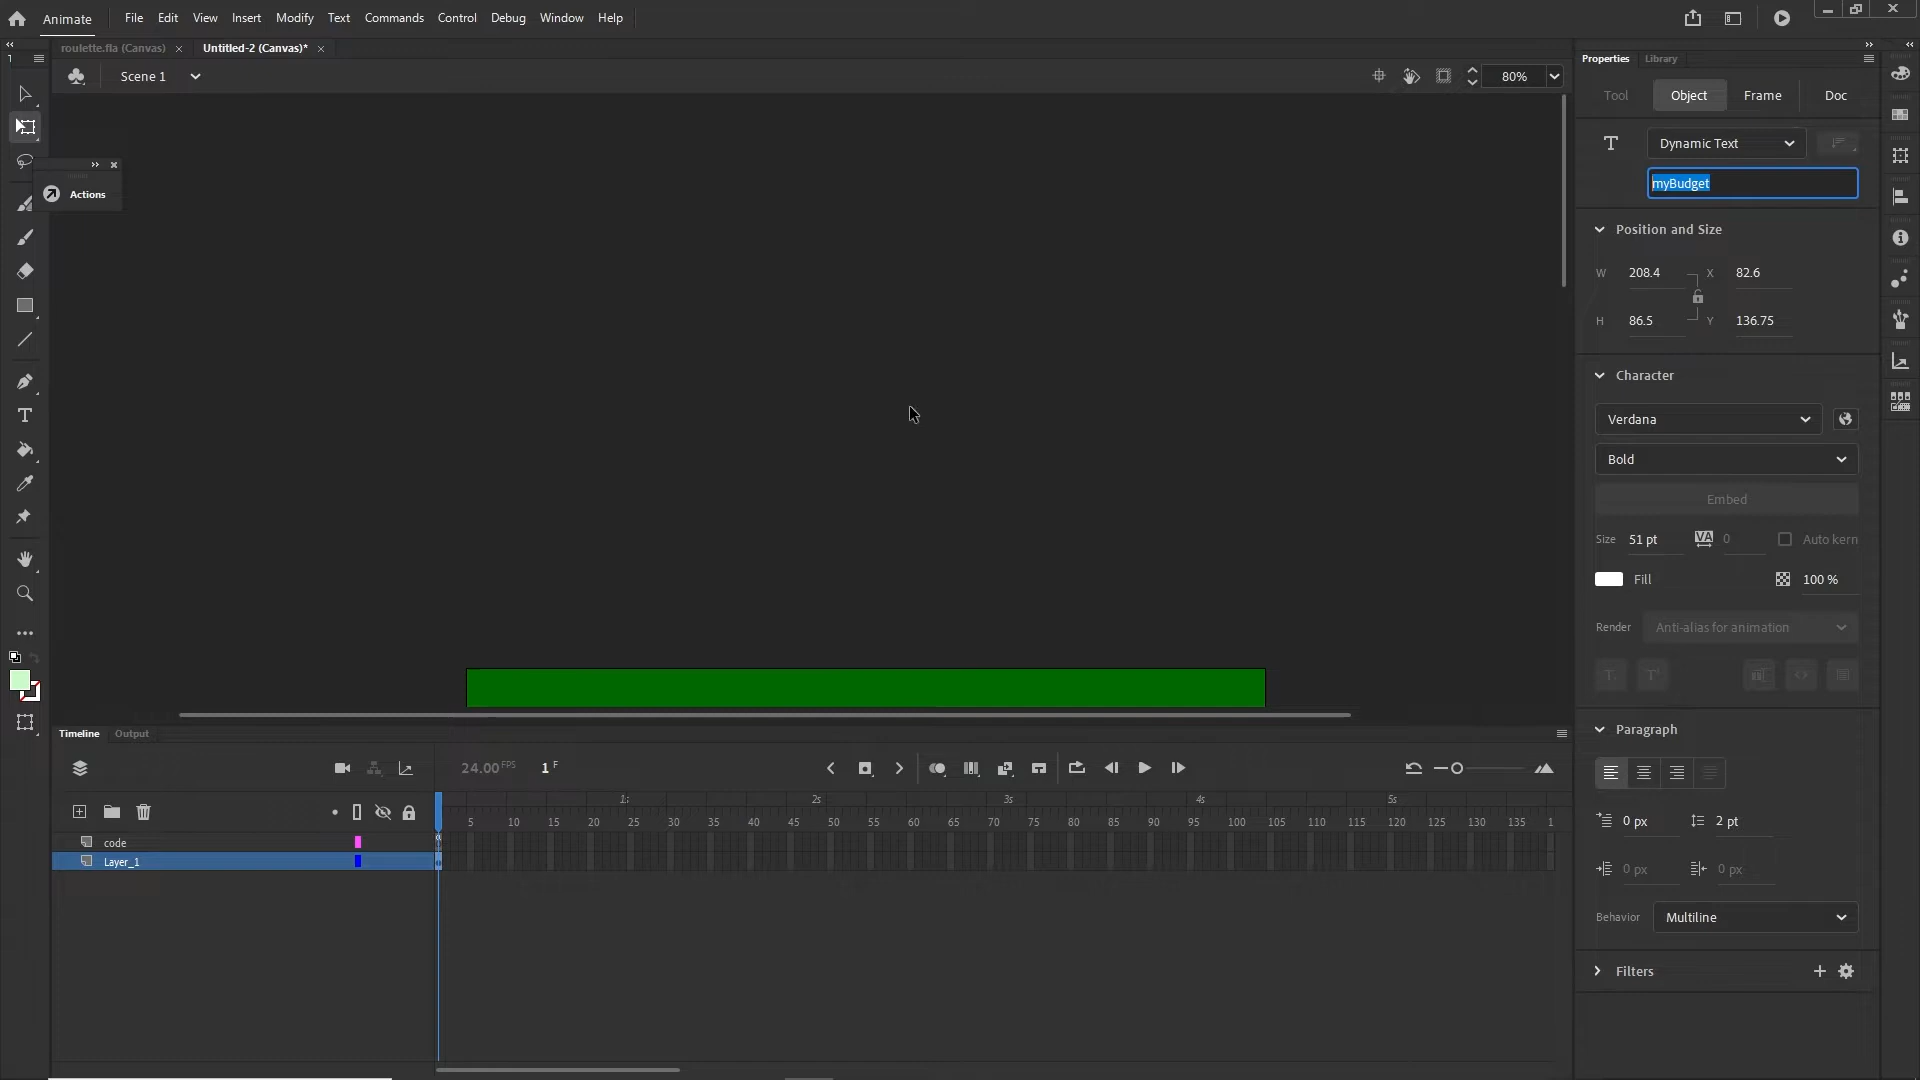 Animate
File Edit View Insert Modify Text Commands Control Debug Window Help
roulette.fla (Canvas) × Untitled-2 (Canvas)* ×
Scene 1
80%
Properties Library
Tool Object Frame Doc
T Dynamic Text
myBudget
Actions
Position and Size
W 208.4 X 82.6
H 86.5 Y 136.75
Character
Verdana
Bold
Embed
Size 51 pt VA 0 Auto kern
Fill 100 %
Render Anti-alias for animation
Paragraph
0 px 2 pt
0 px 0 px
Behavior Multiline
Filters
Timeline Output
24.00 FPS 1 F
2s 3s 4s 5s
5 10 15 20 25 30 35 40 45 50 55 60 65 70 75 80 85 90 95 100 105 110 115 120 125 130 135 1
code
Layer_1